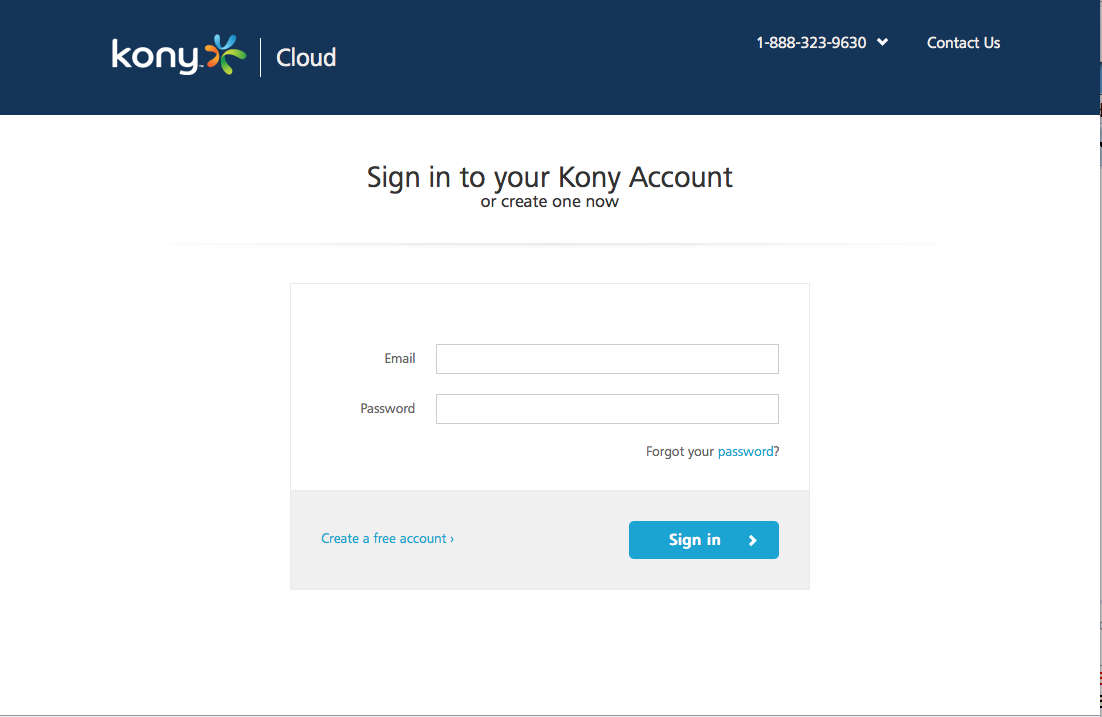 kony™ | Cloud
1-888-323-9630
Contact Us
Sign in to your Kony Account
or create one now
Email
Password
Forgot your password?
Create a free account ›
Sign in